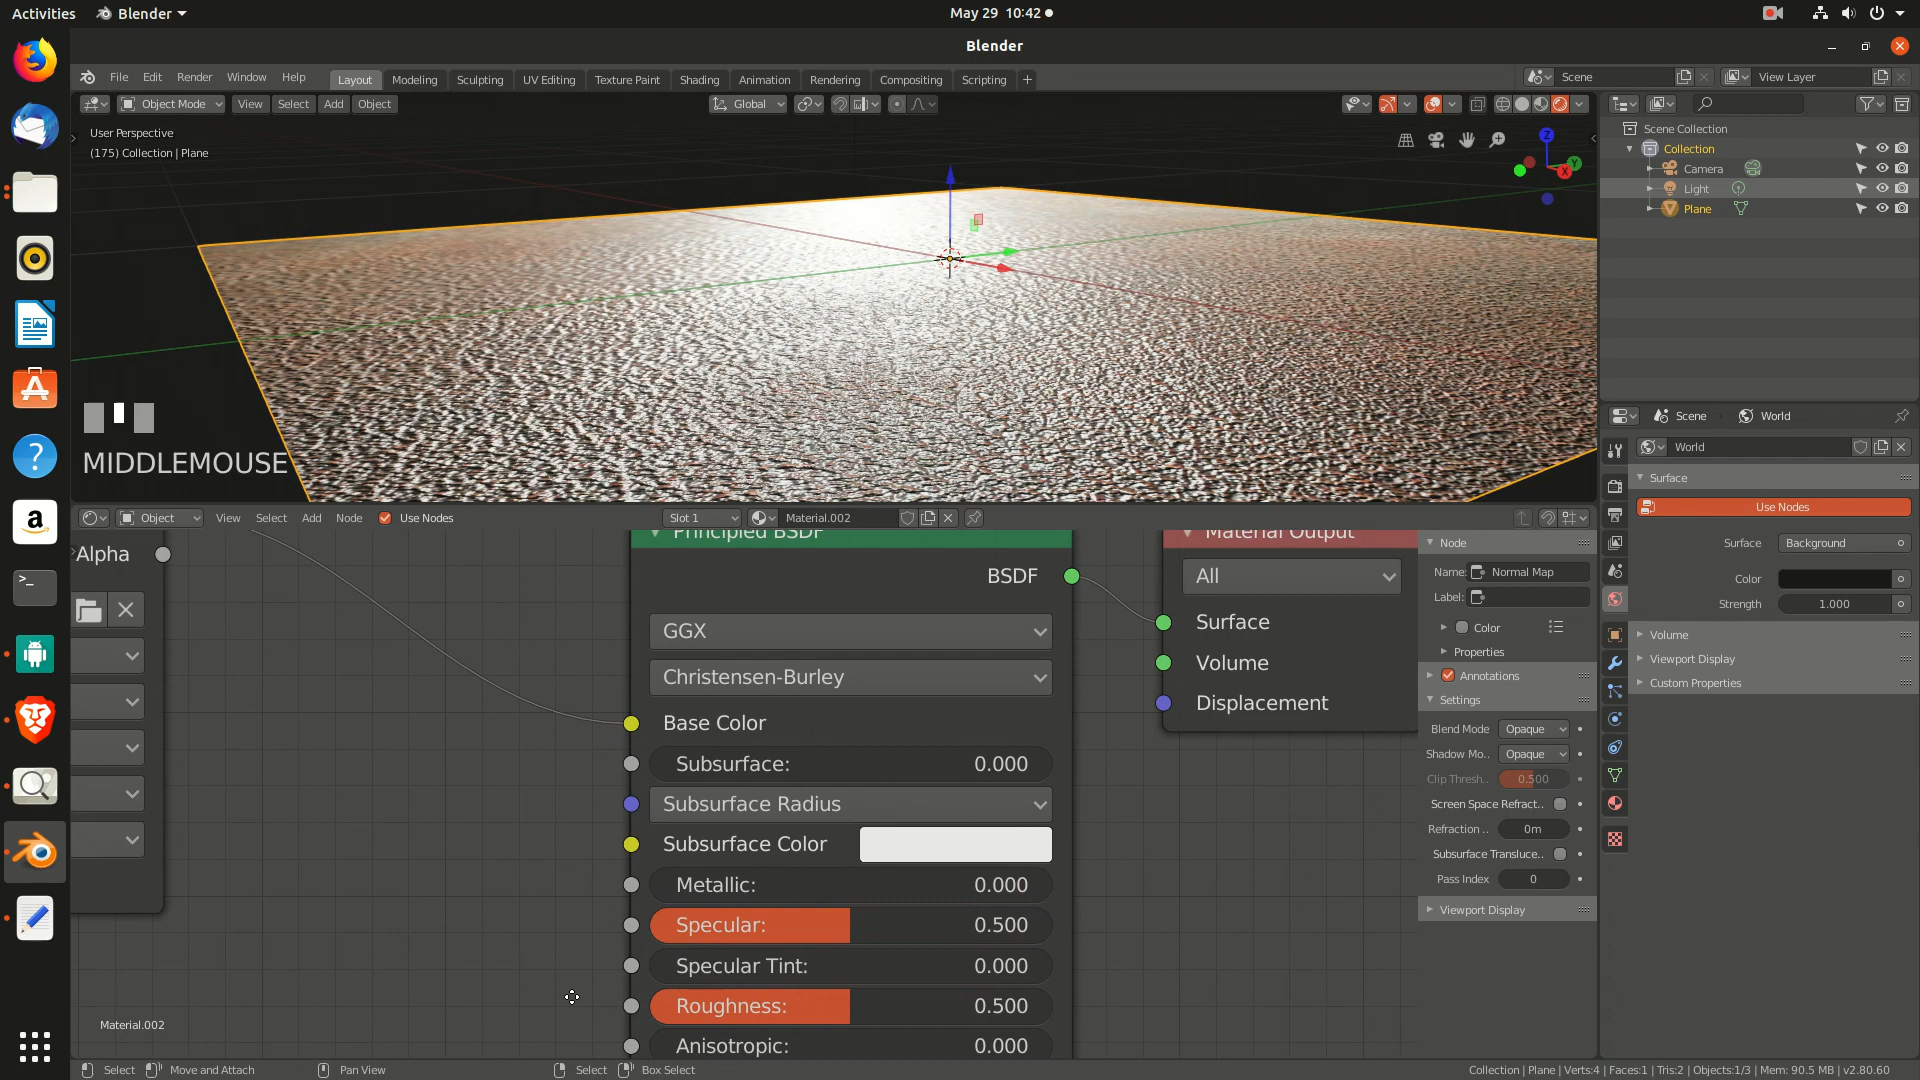 Activities
Blender
May 29 10:42
Blender
File Edit Render Window Help
Layout Modeling Sculpting UV Editing Texture Paint Shading Animation Rendering Compositing Scripting +
Scene
View Layer
Object Mode View Select Add Object
Global
User Perspective
(175) Collection | Plane
Z
Y
X
MIDDLEMOUSE
Scene Collection
Collection
Camera
Light
Plane
Scene
World
World
Surface
Use Nodes
Surface Background
Color
Strength 1.000
Volume
Viewport Display
Custom Properties
Object View Select Add Node Use Nodes
Slot 1
Material.002
Alpha
Principled BSDF
BSDF
GGX
Christensen-Burley
Base Color
Subsurface: 0.000
Subsurface Radius
Subsurface Color
Metallic: 0.000
Specular: 0.500
Specular Tint: 0.000
Roughness: 0.500
Anisotropic: 0.000
Material Output
All
Surface
Volume
Displacement
Node
Name: Normal Map
Label:
Color
Properties
Annotations
Settings
Blend Mode Opaque
Shadow Mo.. Opaque
Clip Thresh.. 0.500
Screen Space Refract..
Refraction .. 0m
Subsurface Transluce..
Pass Index 0
Viewport Display
Material.002
Select Move and Attach Pan View Select Box Select
Collection | Plane | Verts:4 | Faces:1 | Tris:2 | Objects:1/3 | Mem: 90.5 MB | v2.80.60